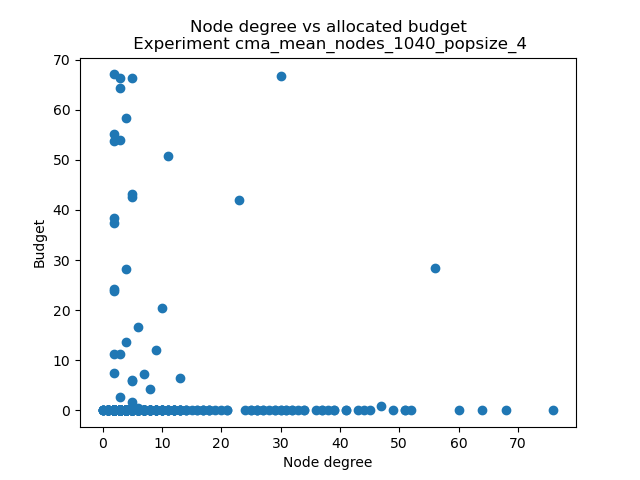 Node degree vs allocated budget
Experiment cma_mean_nodes_1040_popsize_4
70
60
50
40
30
20
10
0
Budget
0 10 20 30 40 50 60 70
Node degree